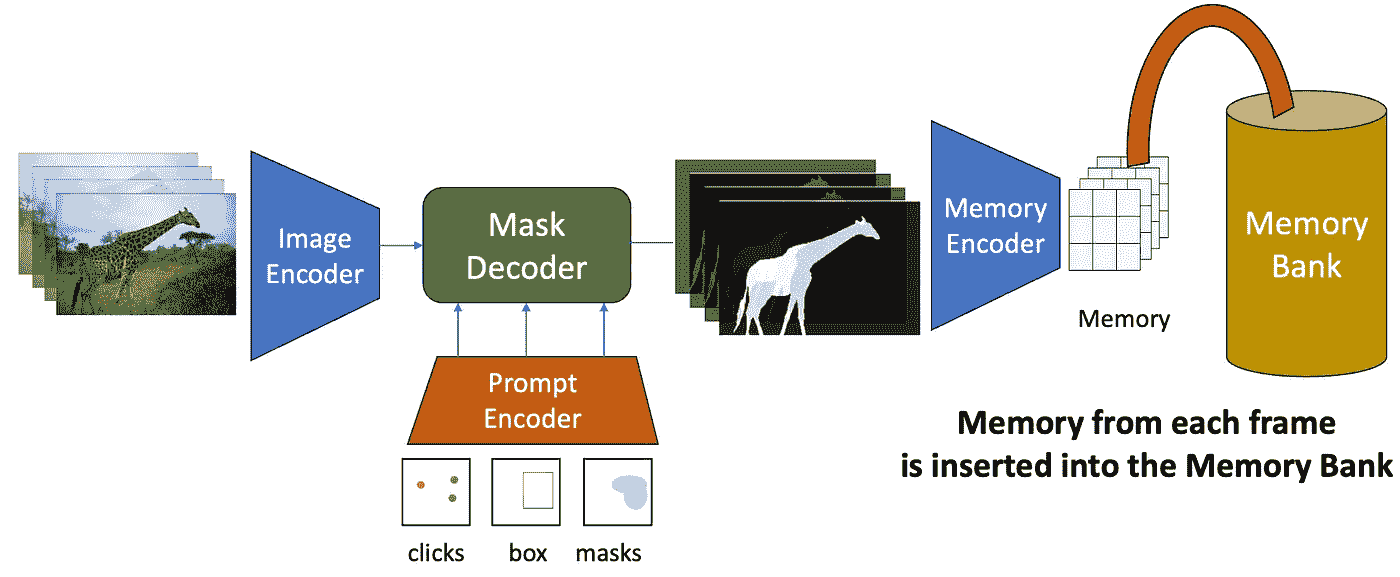 Image
Encoder
Mask
Decoder
Prompt
Encoder
clicks
box
masks
Memory
Encoder
Memory
Memory
Bank
Memory from each frame
is inserted into the Memory Bank